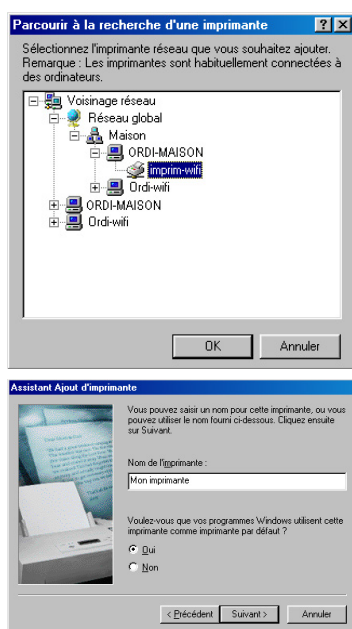 Parcourir à la recherche d'une imprimante
Sélectionnez l'imprimante réseau que vous souhaitez ajouter.
Remarque : Les imprimantes sont habituellement connectées à
des ordinateurs.
Voisinage réseau
Réseau global
Maison
ORDI-MAISON
imprim-wifi
Ordi-wifi
ORDI-MAISON
Ordi-wifi
OK Annuler
Assistant Ajout d'imprimante
Vous pouvez saisir un nom pour cette imprimante, ou vous
pouvez utiliser le nom fourni ci-dessous. Cliquez ensuite
sur Suivant.
Nom de l'imprimante :
Mon imprimante
Voulez-vous que vos programmes Windows utilisent cette
imprimante comme imprimante par défaut ?
Oui
Non
< Précédent Suivant > Annuler